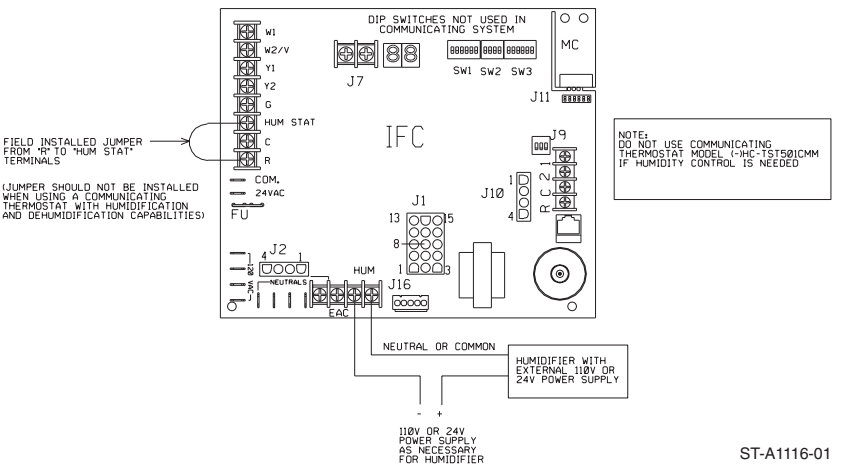 DIP SWITCHES NOT USED IN
COMMUNICATING SYSTEM
W1
W2/V
Y1
Y2
G
HUM STAT
C
R
COM.
24VAC
FU
J7
88
SW1 SW2 SW3
MC
J11
IFC
J9
1
2
C
R
J10
1
4
J1
13
15
8
1
3
J2
4
1
120 VAC
NEUTRALS
HUM
EAC
J16
FIELD INSTALLED JUMPER
FROM "R" TO "HUM STAT"
TERMINALS
(JUMPER SHOULD NOT BE INSTALLED
WHEN USING A COMMUNICATING
THERMOSTAT WITH HUMIDIFICATION
AND DEHUMIDIFICATION CAPABILITIES)
NOTE:
DO NOT USE COMMUNICATING
THERMOSTAT MODEL (-)HC-TST501CMM
IF HUMIDITY CONTROL IS NEEDED
NEUTRAL OR COMMON
HUMIDIFIER WITH
EXTERNAL 110V OR
24V POWER SUPPLY
- +
110V OR 24V
POWER SUPPLY
AS NECESSARY
FOR HUMIDIFIER
ST-A1116-01